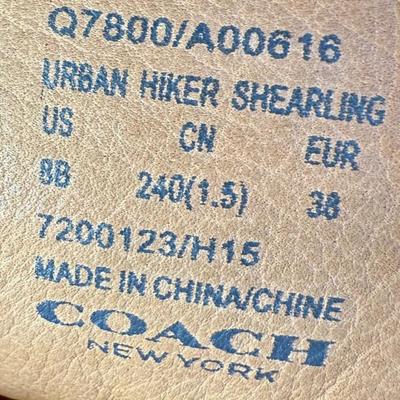 Q7800/A00616
URBAN HIKER SHEARLING
US CN EUR
8B 240(1.5) 38
7200123/H15
MADE IN CHINA/CHINE
COACH
NEW YORK